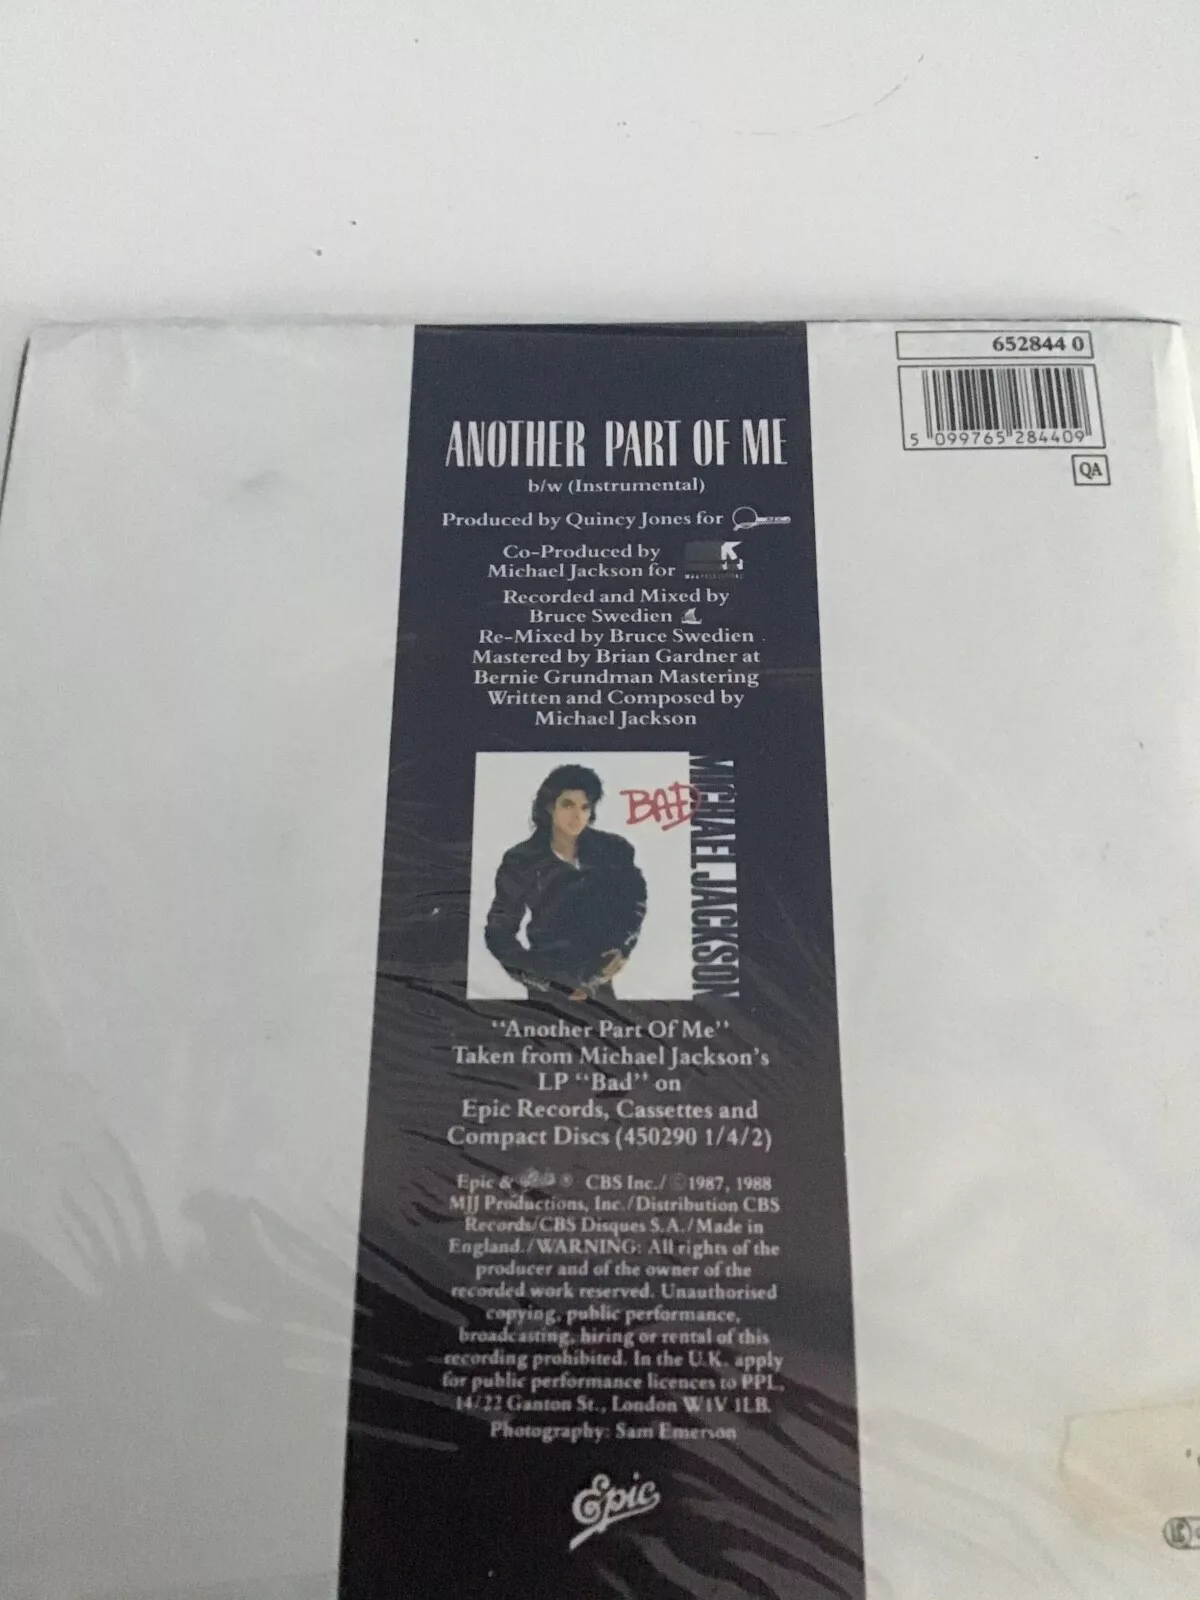 652844 0
5 099765 284409
QA
ANOTHER PART OF ME
b/w (Instrumental)
Produced by Quincy Jones for
Co-Produced by
Michael Jackson for
Recorded and Mixed by
Bruce Swedien
Re-Mixed by Bruce Swedien
Mastered by Brian Gardner at
Bernie Grundman Mastering
Written and Composed by
Michael Jackson
BAD
MICHAEL JACKSON
"Another Part Of Me"
Taken from Michael Jackson's
LP "Bad" on
Epic Records, Cassettes and
Compact Discs (450290 1/4/2)
Epic & ® CBS Inc./ © 1987, 1988
MJJ Productions, Inc./Distribution CBS
Records/CBS Disques S.A./Made in
England./WARNING: All rights of the
producer and of the owner of the
recorded work reserved. Unauthorised
copying, public performance,
broadcasting, hiring or rental of this
recording prohibited. In the U.K. apply
for public performance licences to PPL,
14/22 Ganton St., London W1V 1LB.
Photography: Sam Emerson
Epic